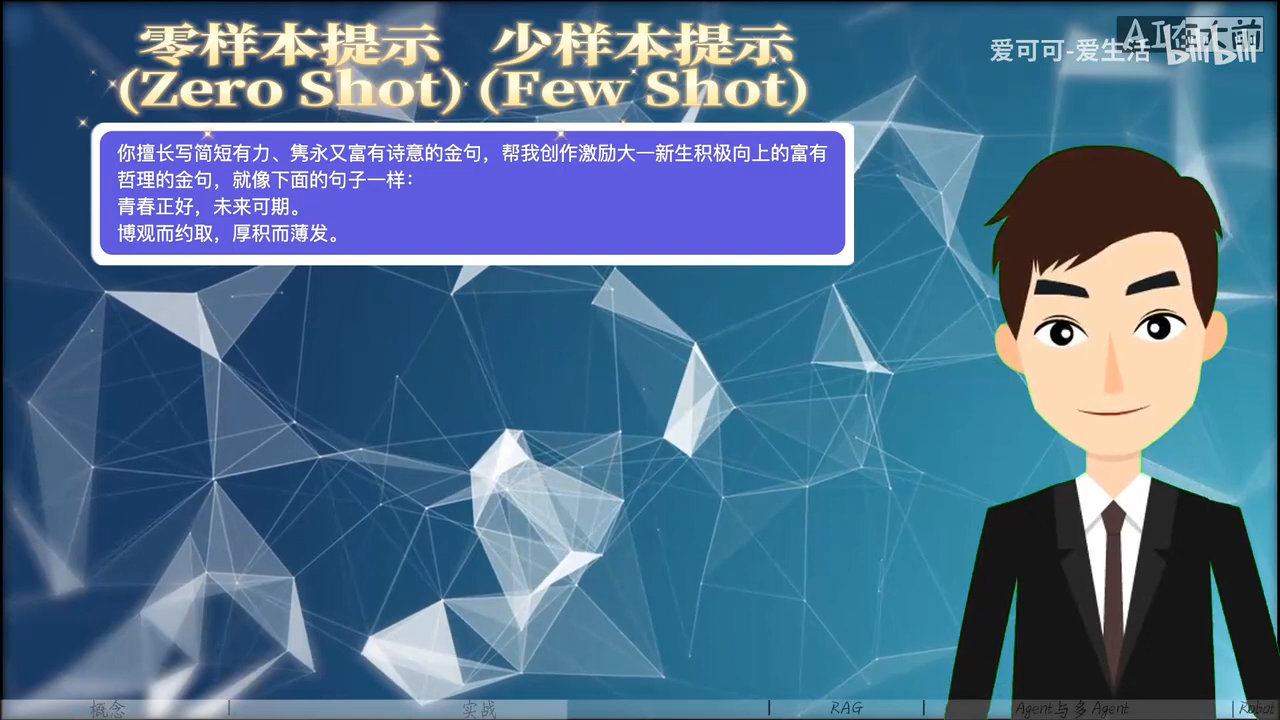 零样本提示 少样本提示
(Zero Shot) (Few Shot)
爱可可-爱生活
bilibili
你擅长写简短有力、隽永又富有诗意的金句，帮我创作激励大一新生积极向上的富有
哲理的金句，就像下面的句子一样：
青春正好，未来可期。
博观而约取，厚积而薄发。
概念
实战
RAG
Agent与多Agent
Robot